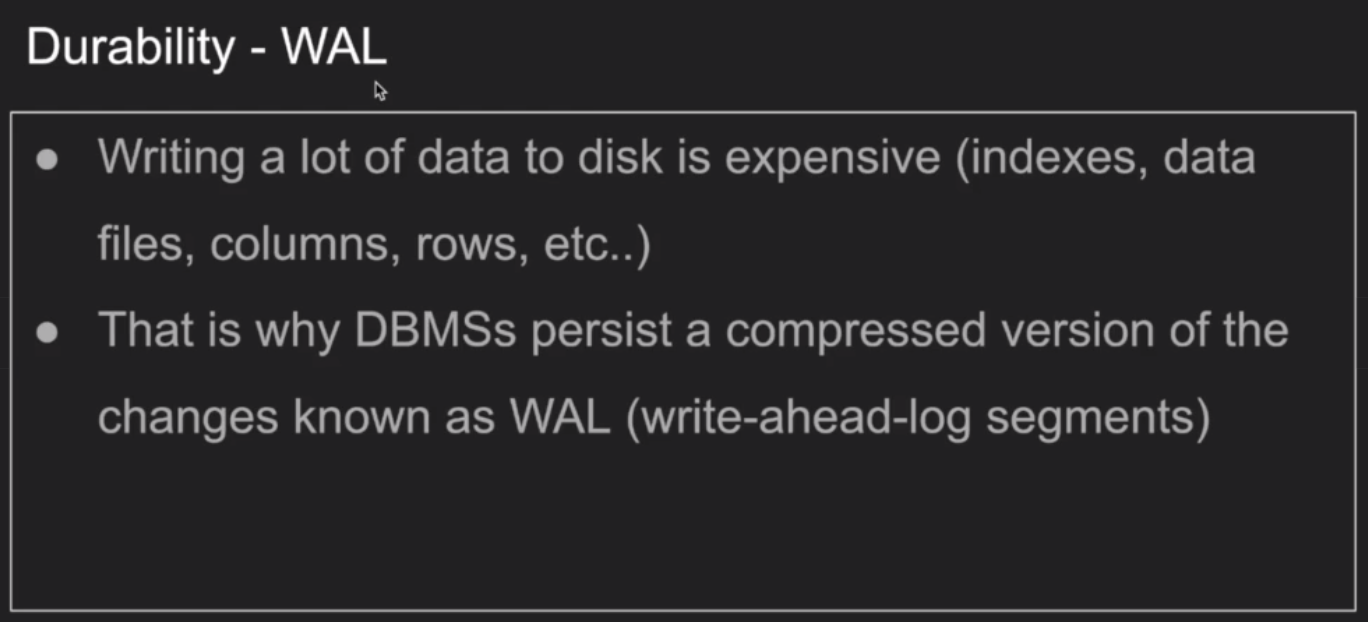 Durability - WAL
● Writing a lot of data to disk is expensive (indexes, data
files, columns, rows, etc..)
● That is why DBMSs persist a compressed version of the
changes known as WAL (write-ahead-log segments)